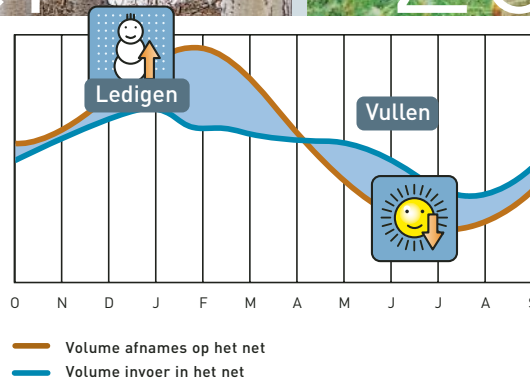 Ledigen
Vullen
O N D J F M A M J J A S
Volume afnames op het net
Volume invoer in het net